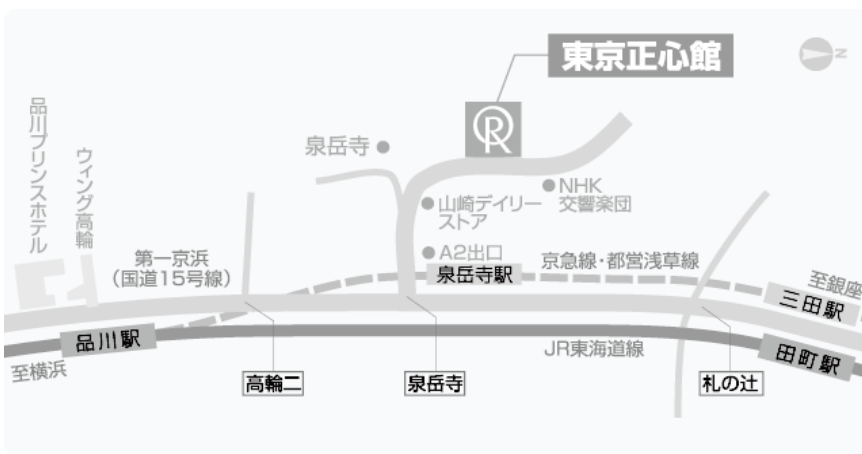 東京正心館
N
R
品川プリンスホテル
ウィング高輪
泉岳寺
山崎デイリー
ストア
NHK
交響楽団
A2出口
第一京浜
(国道15号線)
泉岳寺駅
京急線・都営浅草線
至銀座
三田駅
品川駅
至横浜
JR東海道線
田町駅
高輪二
泉岳寺
札の辻